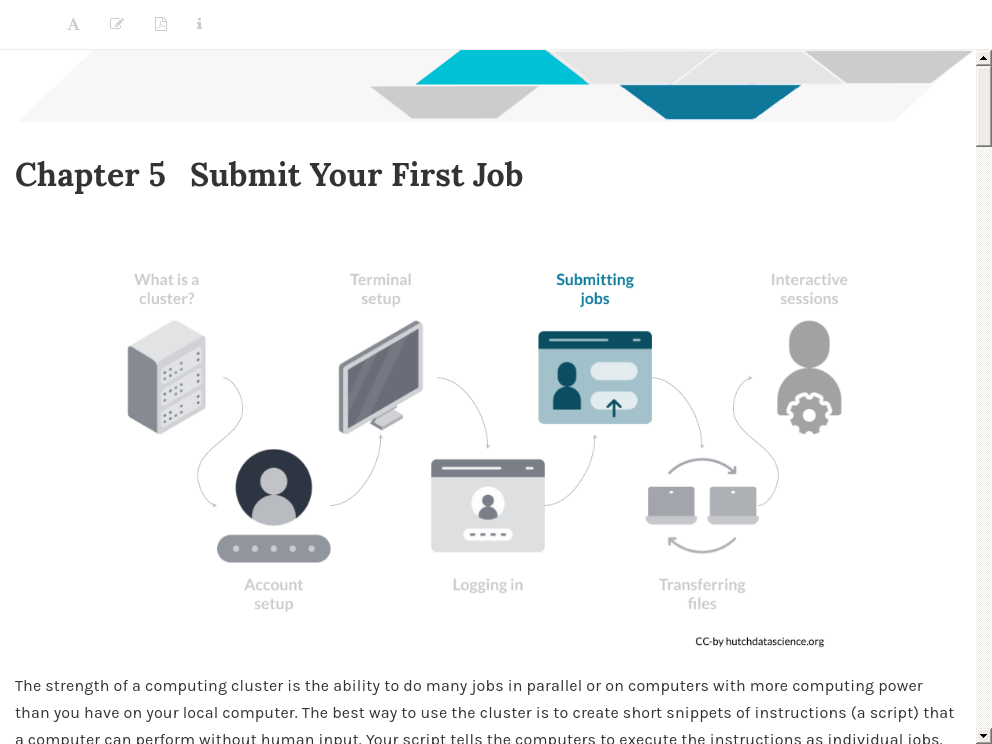 Chapter 5 Submit Your First Job
What is a
cluster?
Terminal
setup
Submitting
jobs
Interactive
sessions
Account
setup
Logging in
Transferring
files
CC-by hutchdatascience.org
The strength of a computing cluster is the ability to do many jobs in parallel or on computers with more computing power
than you have on your local computer. The best way to use the cluster is to create short snippets of instructions (a script) that
a computer can perform without human input. Your script tells the computers to execute the instructions as individual jobs.